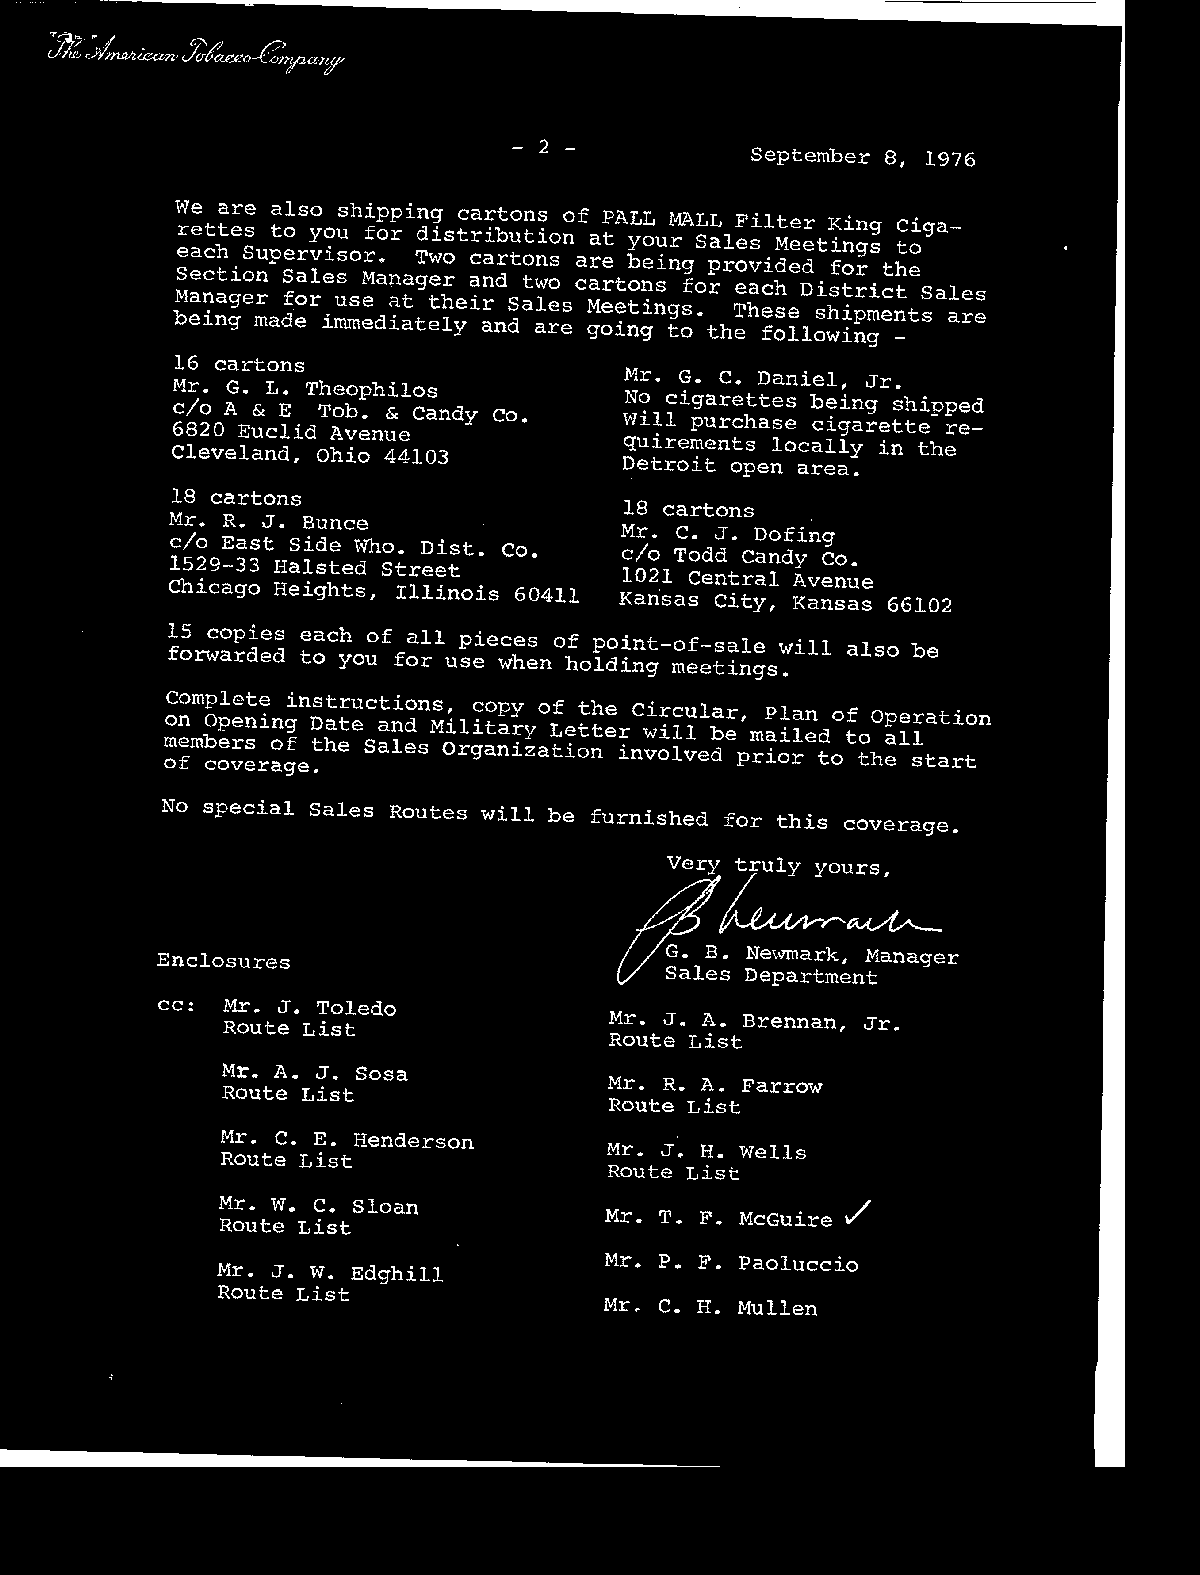 The American Tobacco Company
- 2 -
September 8, 1976
We are also shipping cartons of PALL MALL Filter King Ciga-
rettes to you for distribution at your Sales Meetings to
each Supervisor. Two cartons are being provided for the
Section Sales Manager and two cartons for each District Sales
Manager for use at their Sales Meetings. These shipments are
being made immediately and are going to the following -
16 cartons
Mr. G. L. Theophilos
c/o A & E Tob. & Candy Co.
6820 Euclid Avenue
Cleveland, Ohio 44103
Mr. G. C. Daniel, Jr.
No cigarettes being shipped
Will purchase cigarette re-
quirements locally in the
Detroit open area.
18 cartons
Mr. R. J. Bunce
c/o East Side Who. Dist. Co.
1529-33 Halsted Street
Chicago Heights, Illinois 60411
18 cartons
Mr. C. J. Dofing
c/o Todd Candy Co.
1021 Central Avenue
Kansas City, Kansas 66102
15 copies each of all pieces of point-of-sale will also be
forwarded to you for use when holding meetings.
Complete instructions, copy of the Circular, Plan of Operation
on Opening Date and Military Letter will be mailed to all
members of the Sales Organization involved prior to the start
of coverage.
No special Sales Routes will be furnished for this coverage.
Very truly yours,
G. B. Newmark, Manager
Sales Department
Enclosures
cc: Mr. J. Toledo
Route List
Mr. A. J. Sosa
Route List
Mr. C. E. Henderson
Route List
Mr. W. C. Sloan
Route List
Mr. J. W. Edghill
Route List
Mr. J. A. Brennan, Jr.
Route List
Mr. R. A. Farrow
Route List
Mr. J. H. Wells
Route List
Mr. T. F. McGuire ✓
Mr. P. F. Paoluccio
Mr. C. H. Mullen